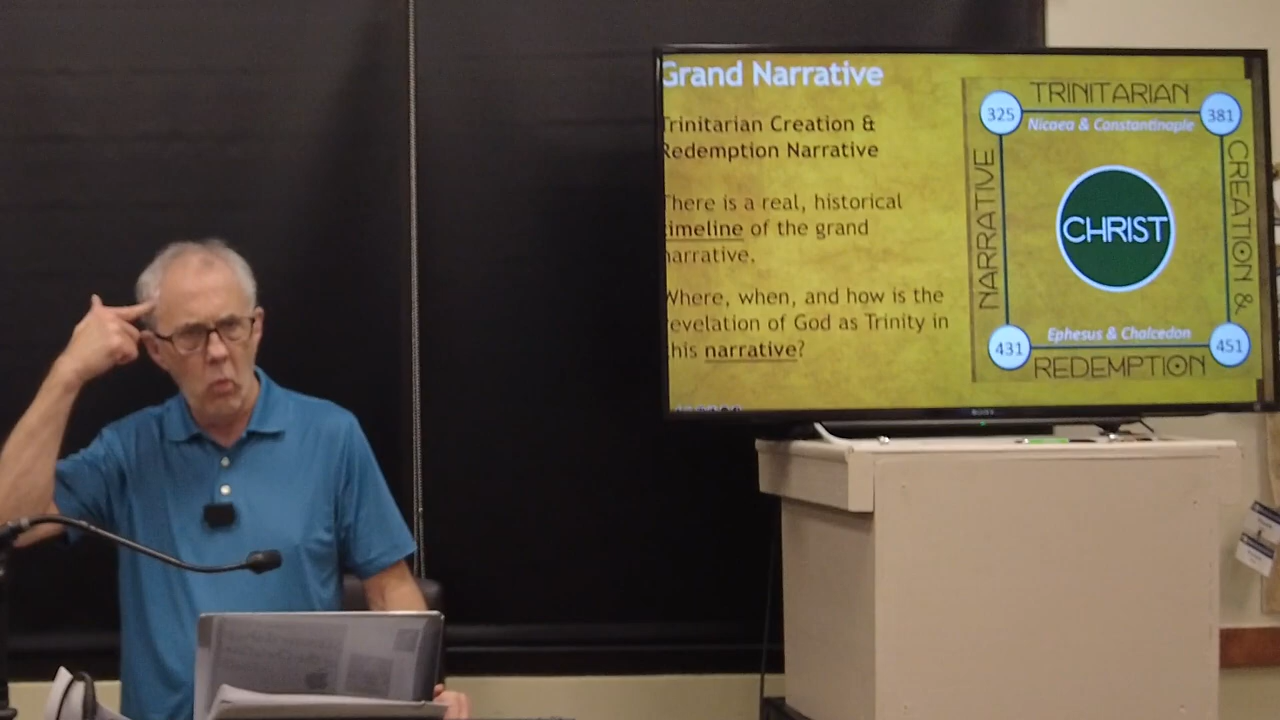 Grand Narrative
Trinitarian Creation &
Redemption Narrative
There is a real, historical
timeline of the grand
narrative.
Where, when, and how is the
revelation of God as Trinity in
this narrative?
TRINITARIAN
325
381
Nicaea & Constantinople
NARRATIVE
CHRIST
CREATION &
Ephesus & Chalcedon
431
451
REDEMPTION
SONY